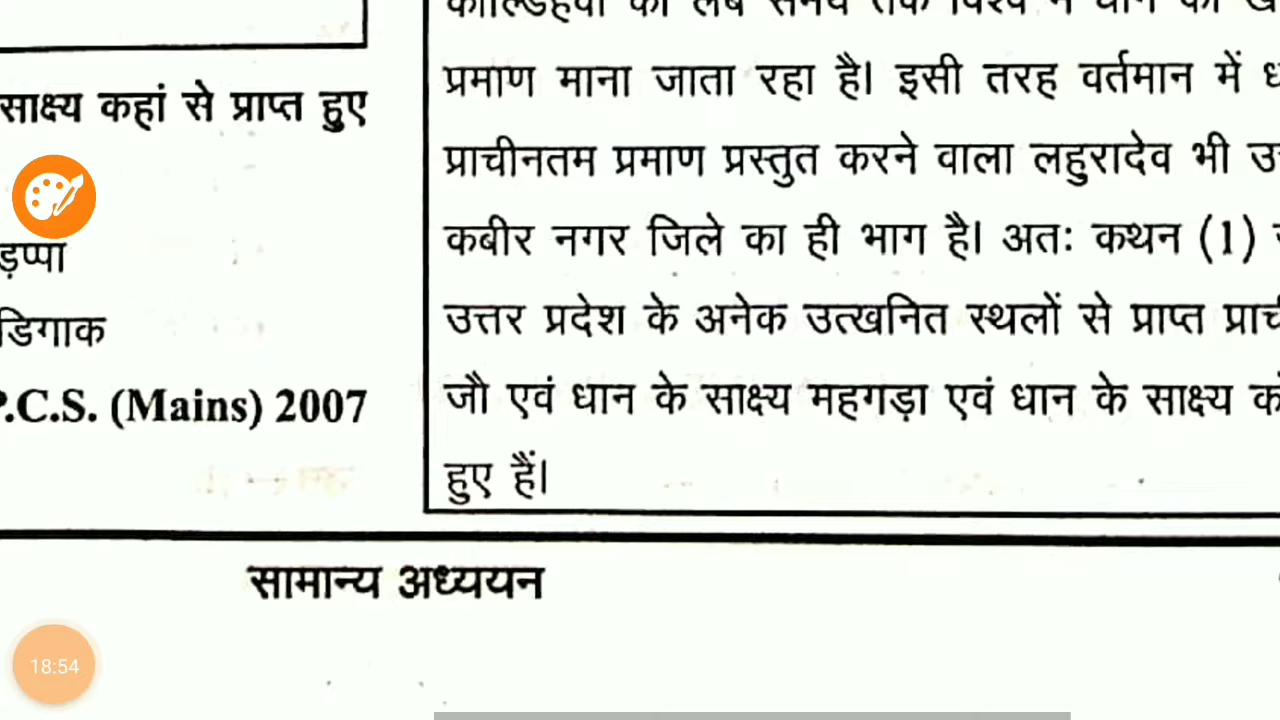 साक्ष्य कहां से प्राप्त हुए
ड़प्पा
डिगाक
P.C.S. (Mains) 2007
प्रमाण माना जाता रहा है। इसी तरह वर्तमान में
प्राचीनतम प्रमाण प्रस्तुत करने वाला लहुरादेव भी
कबीर नगर जिले का ही भाग है। अतः कथन (1)
उत्तर प्रदेश के अनेक उत्खनित स्थलों से प्राप्त
जौ एवं धान के साक्ष्य महगड़ा एवं धान के साक्ष्य
हुए हैं।
सामान्य अध्ययन
18:54